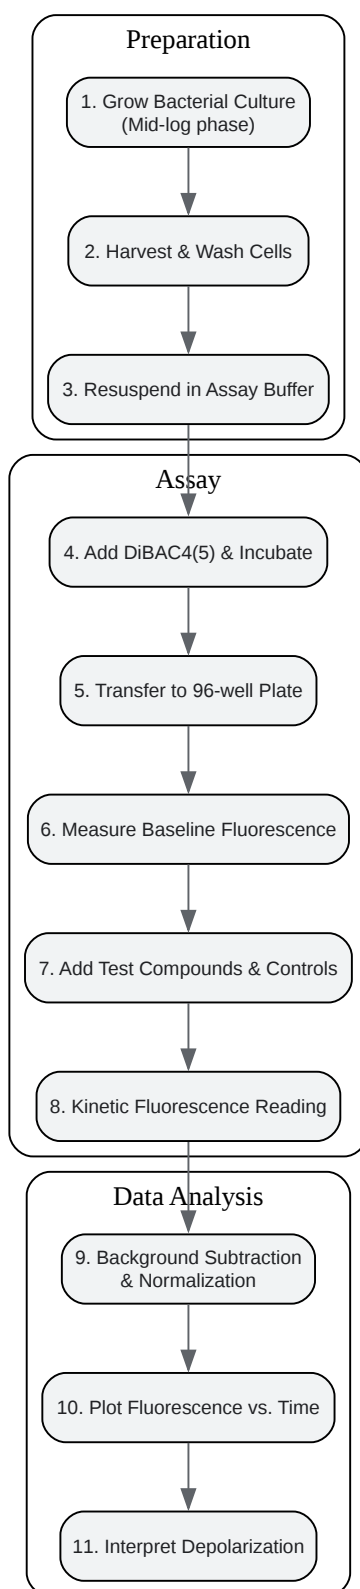 Preparation
1. Grow Bacterial Culture
(Mid-log phase)
2. Harvest & Wash Cells
3. Resuspend in Assay Buffer
Assay
4. Add DiBAC4(5) & Incubate
5. Transfer to 96-well Plate
6. Measure Baseline Fluorescence
7. Add Test Compounds & Controls
8. Kinetic Fluorescence Reading
Data Analysis
9. Background Subtraction
& Normalization
10. Plot Fluorescence vs. Time
11. Interpret Depolarization